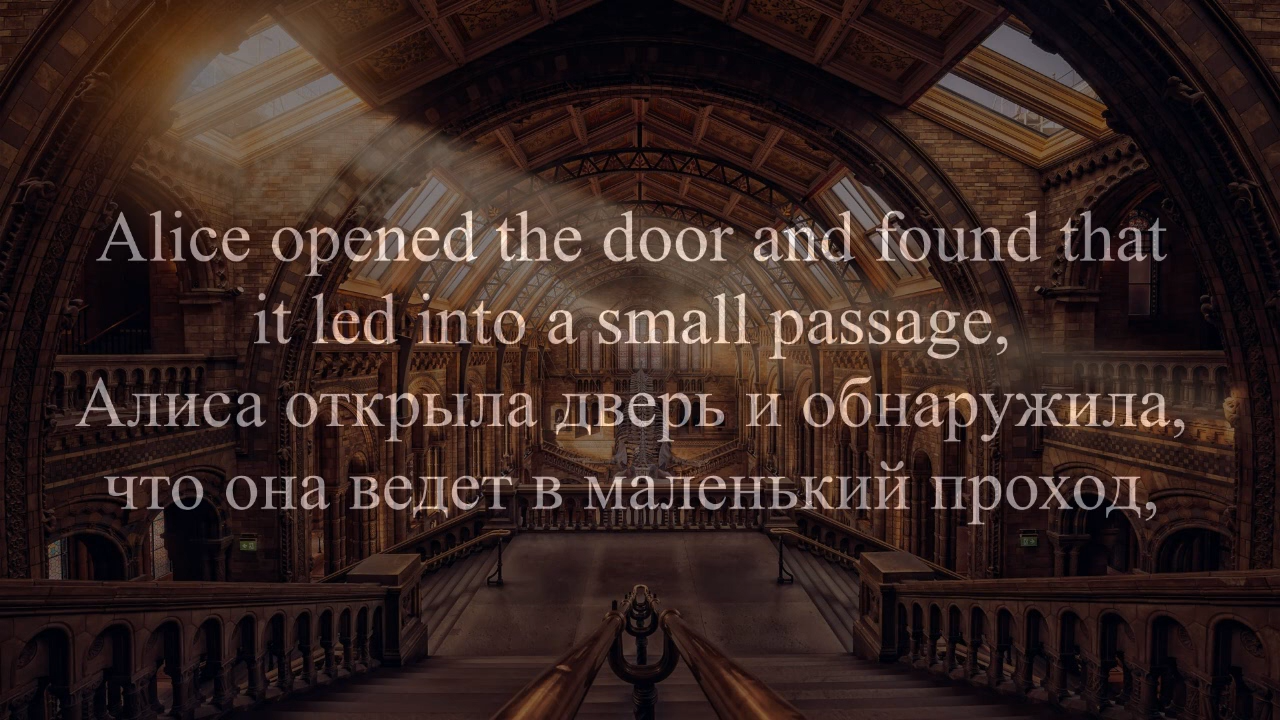 Alice opened the door and found that
it led into a small passage,
Алиса открыла дверь и обнаружила,
что она ведет в маленький проход,